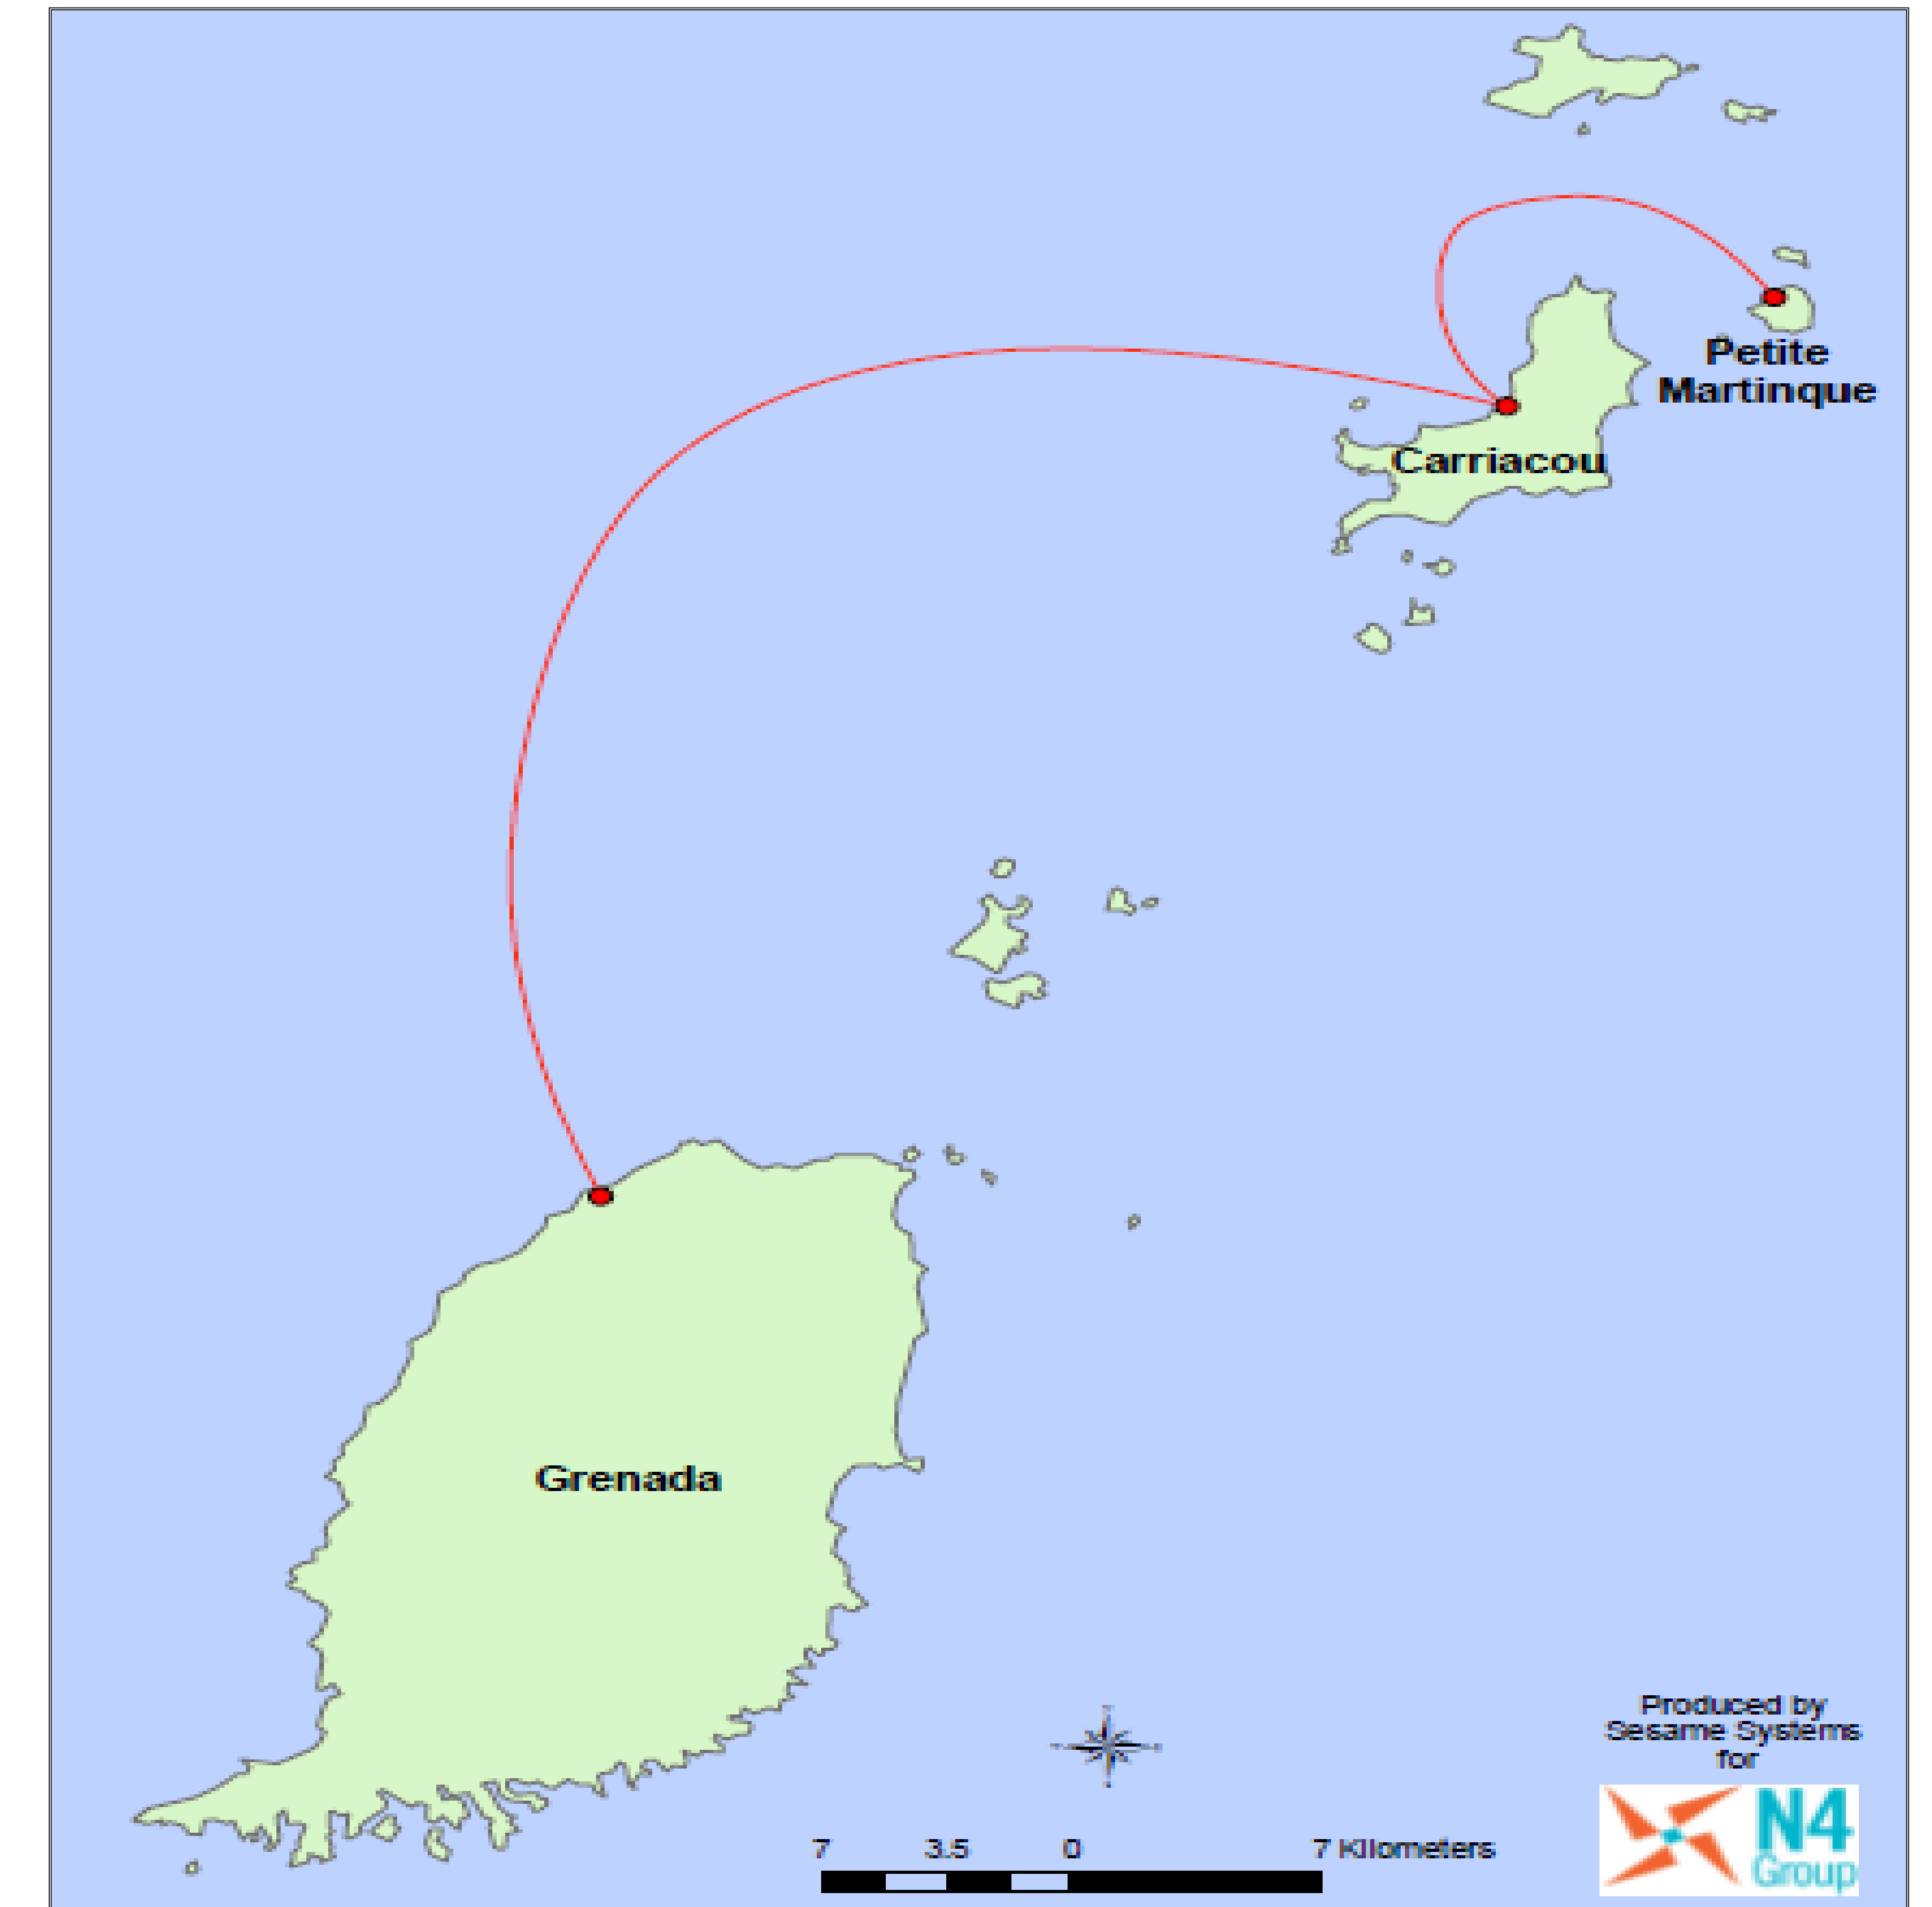 Petite
Martinque
Carriacou
Grenada
Produced by
Sesame Systems
for
N4
Group
7 3.5 0 7 Kilometers